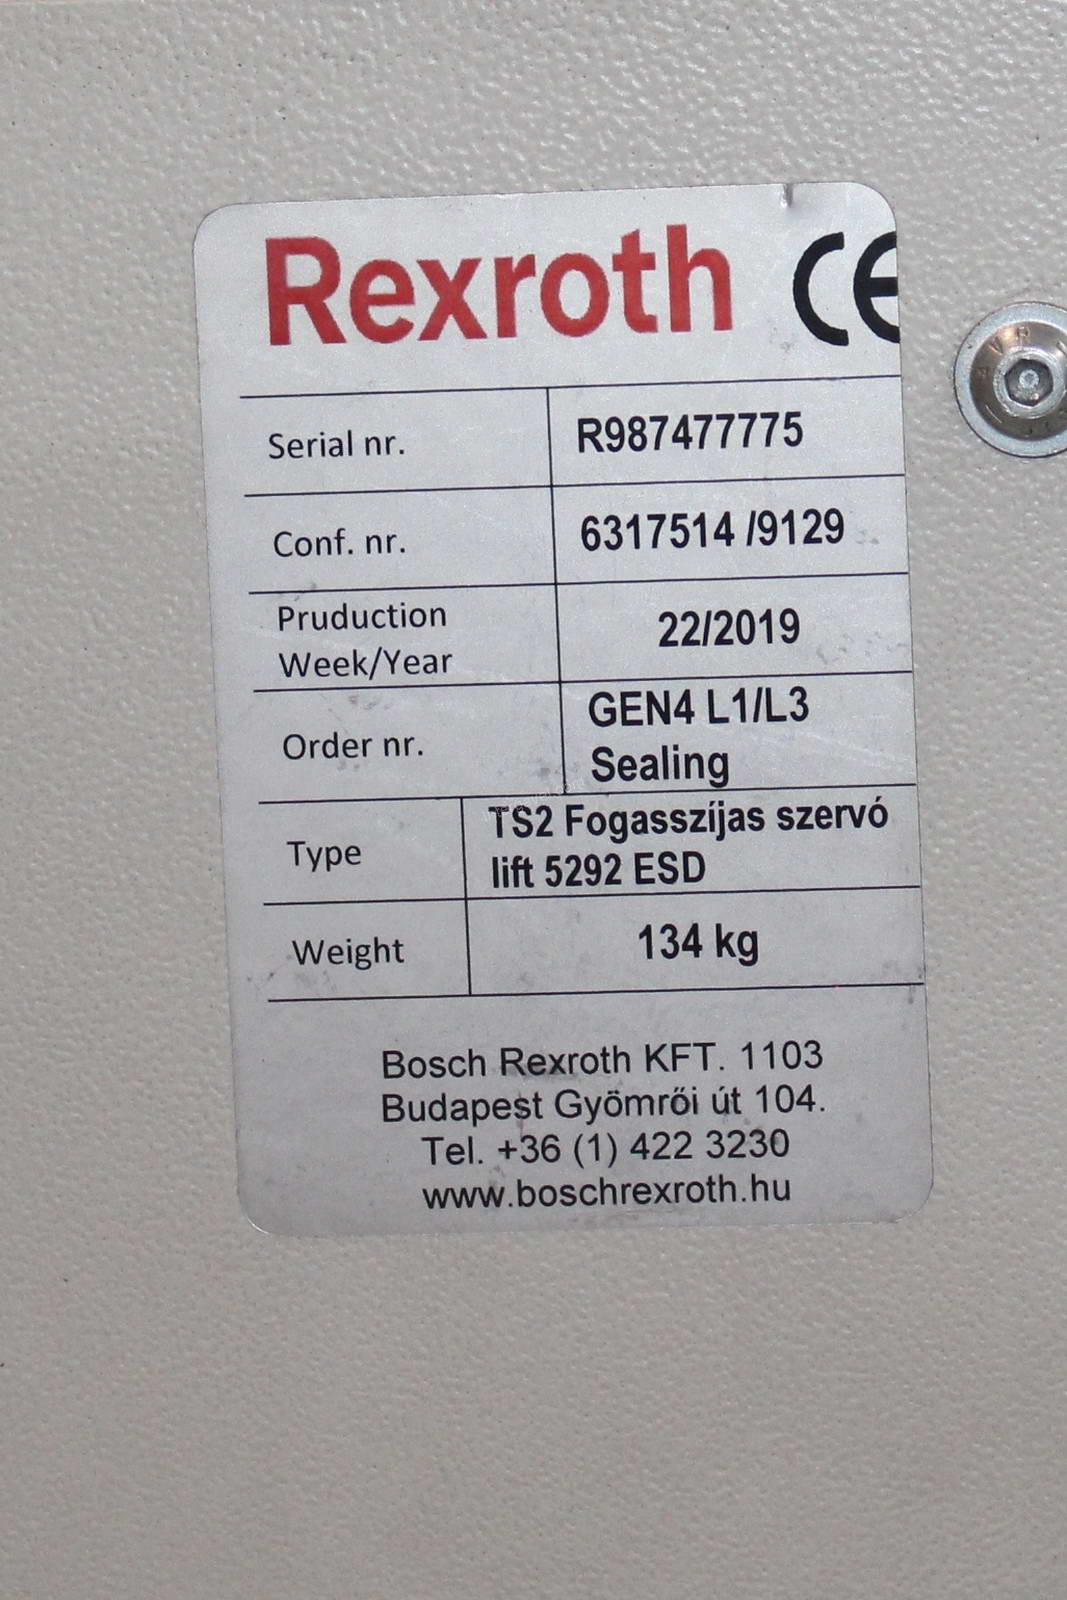 Rexroth CE
Serial nr. R987477775
Conf. nr. 6317514 /9129
Pruduction
Week/Year 22/2019
Order nr. GEN4 L1/L3
Sealing
Type TS2 Fogasszíjas szervó
lift 5292 ESD
Weight 134 kg
Bosch Rexroth KFT. 1103
Budapest Gyömrői út 104.
Tel. +36 (1) 422 3230
www.boschrexroth.hu